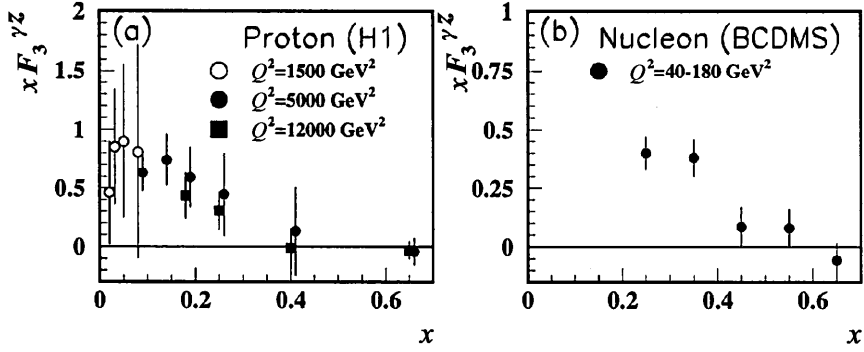 (a) Proton (H1)
Q²=1500 GeV²
Q²=5000 GeV²
Q²=12000 GeV²
xF₃^γZ
2
1.5
1
0.5
0
0 0.2 0.4 0.6
x
(b) Nucleon (BCDMS)
Q²=40-180 GeV²
xF₃^γZ
1
0.75
0.5
0.25
0
0 0.2 0.4 0.6
x